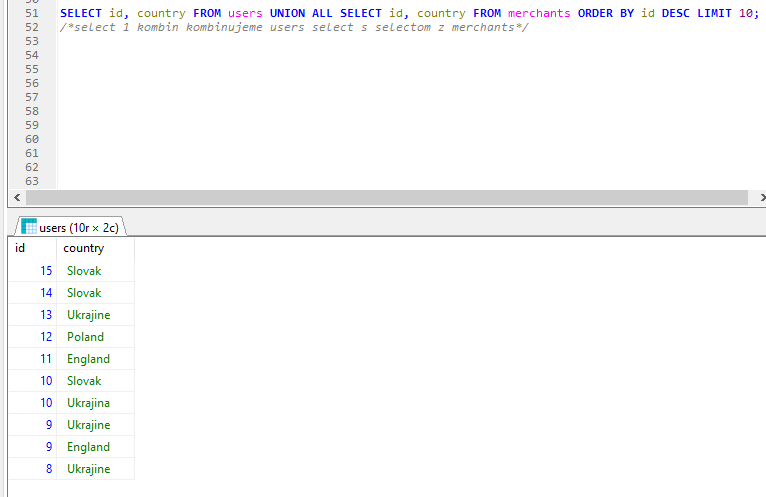 51 SELECT id, country FROM users UNION ALL SELECT id, country FROM merchants ORDER BY id DESC LIMIT 10;
52 /*select 1 kombin kombinujeme users select s selectom z merchants*/
53
54
55
56
57
58
59
60
61
62
63
users (10r × 2c)
id country
15 Slovak
14 Slovak
13 Ukrajine
12 Poland
11 England
10 Slovak
10 Ukrajina
9 Ukrajine
9 England
8 Ukrajine